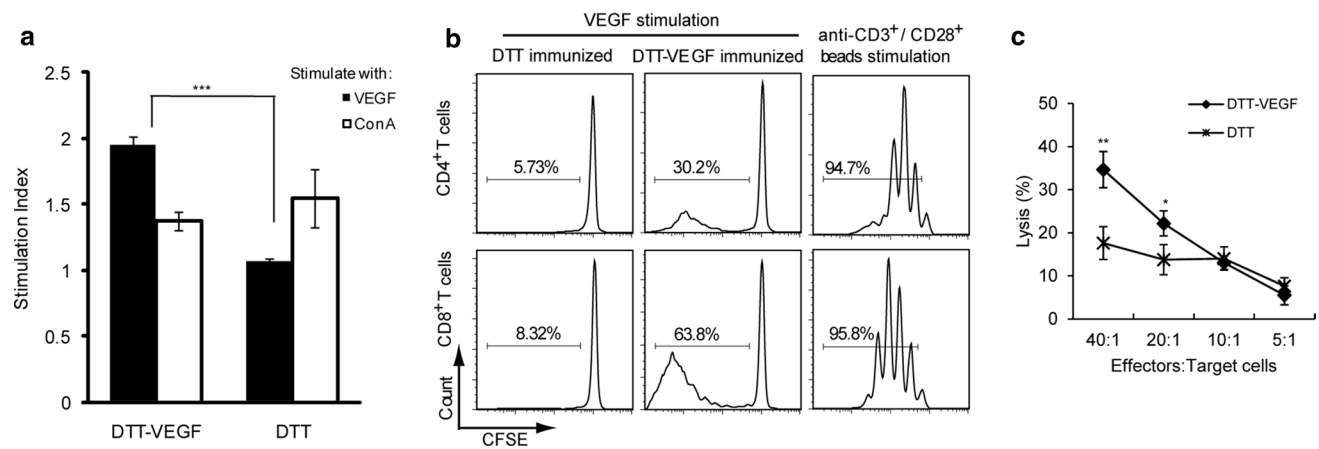 a
Stimulation Index
2.5
2
1.5
1
0.5
0
***
Stimulate with:
VEGF
ConA
DTT-VEGF
DTT
b
VEGF stimulation
DTT immunized
DTT-VEGF immunized
anti-CD3+/ CD28+
beads stimulation
CD4+T cells
5.73%
30.2%
94.7%
CD8+T cells
8.32%
63.8%
95.8%
Count
CFSE
c
DTT-VEGF
DTT
Lysis (%)
50
40
30
20
10
0
**
*
40:1
20:1
10:1
5:1
Effectors:Target cells